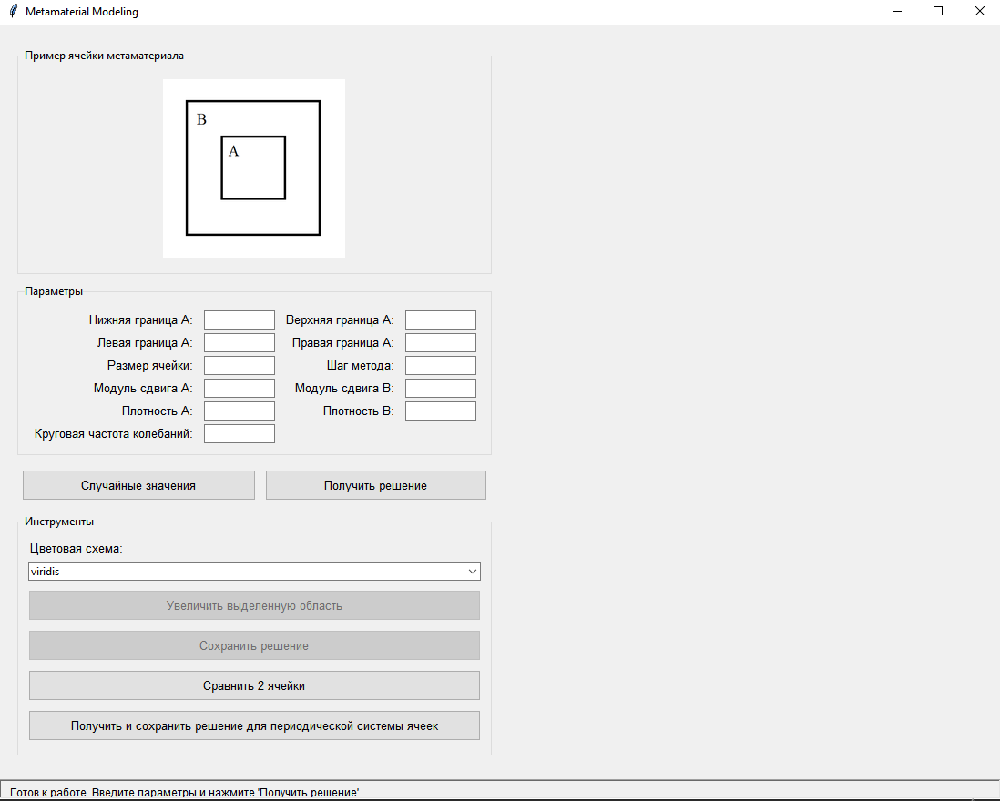 Metamaterial Modeling
Пример ячейки метаматериала
B
A
Параметры
Нижняя граница A: Верхняя граница A:
Левая граница A: Правая граница A:
Размер ячейки: Шаг метода:
Модуль сдвига A: Модуль сдвига B:
Плотность A: Плотность B:
Круговая частота колебаний:
Случайные значения Получить решение
Инструменты
Цветовая схема:
viridis
Увеличить выделенную область
Сохранить решение
Сравнить 2 ячейки
Получить и сохранить решение для периодической системы ячеек
Готов к работе. Введите параметры и нажмите 'Получить решение'